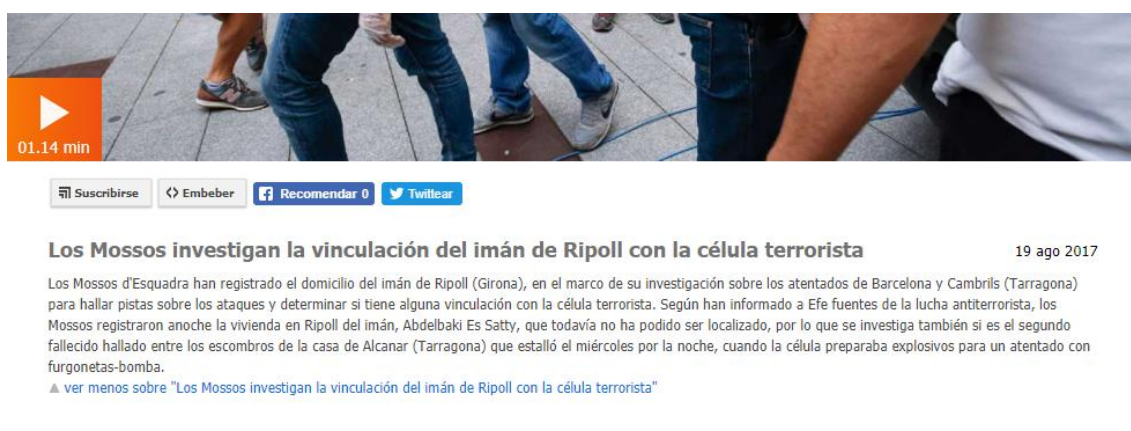 01.14 min
Suscribirse
Embeber
Recomendar 0
Twittear
Los Mossos investigan la vinculación del imán de Ripoll con la célula terrorista
19 ago 2017
Los Mossos d'Esquadra han registrado el domicilio del imán de Ripoll (Girona), en el marco de su investigación sobre los atentados de Barcelona y Cambrils (Tarragona)
para hallar pistas sobre los ataques y determinar si tiene alguna vinculación con la célula terrorista. Según han informado a Efe fuentes de la lucha antiterrorista, los
Mossos registraron anoche la vivienda en Ripoll del imán, Abdelbaki Es Satty, que todavía no ha podido ser localizado, por lo que se investiga también si es el segundo
fallecido hallado entre los escombros de la casa de Alcanar (Tarragona) que estalló el miércoles por la noche, cuando la célula preparaba explosivos para un atentado con
furgonetas-bomba.
ver menos sobre "Los Mossos investigan la vinculación del imán de Ripoll con la célula terrorista"